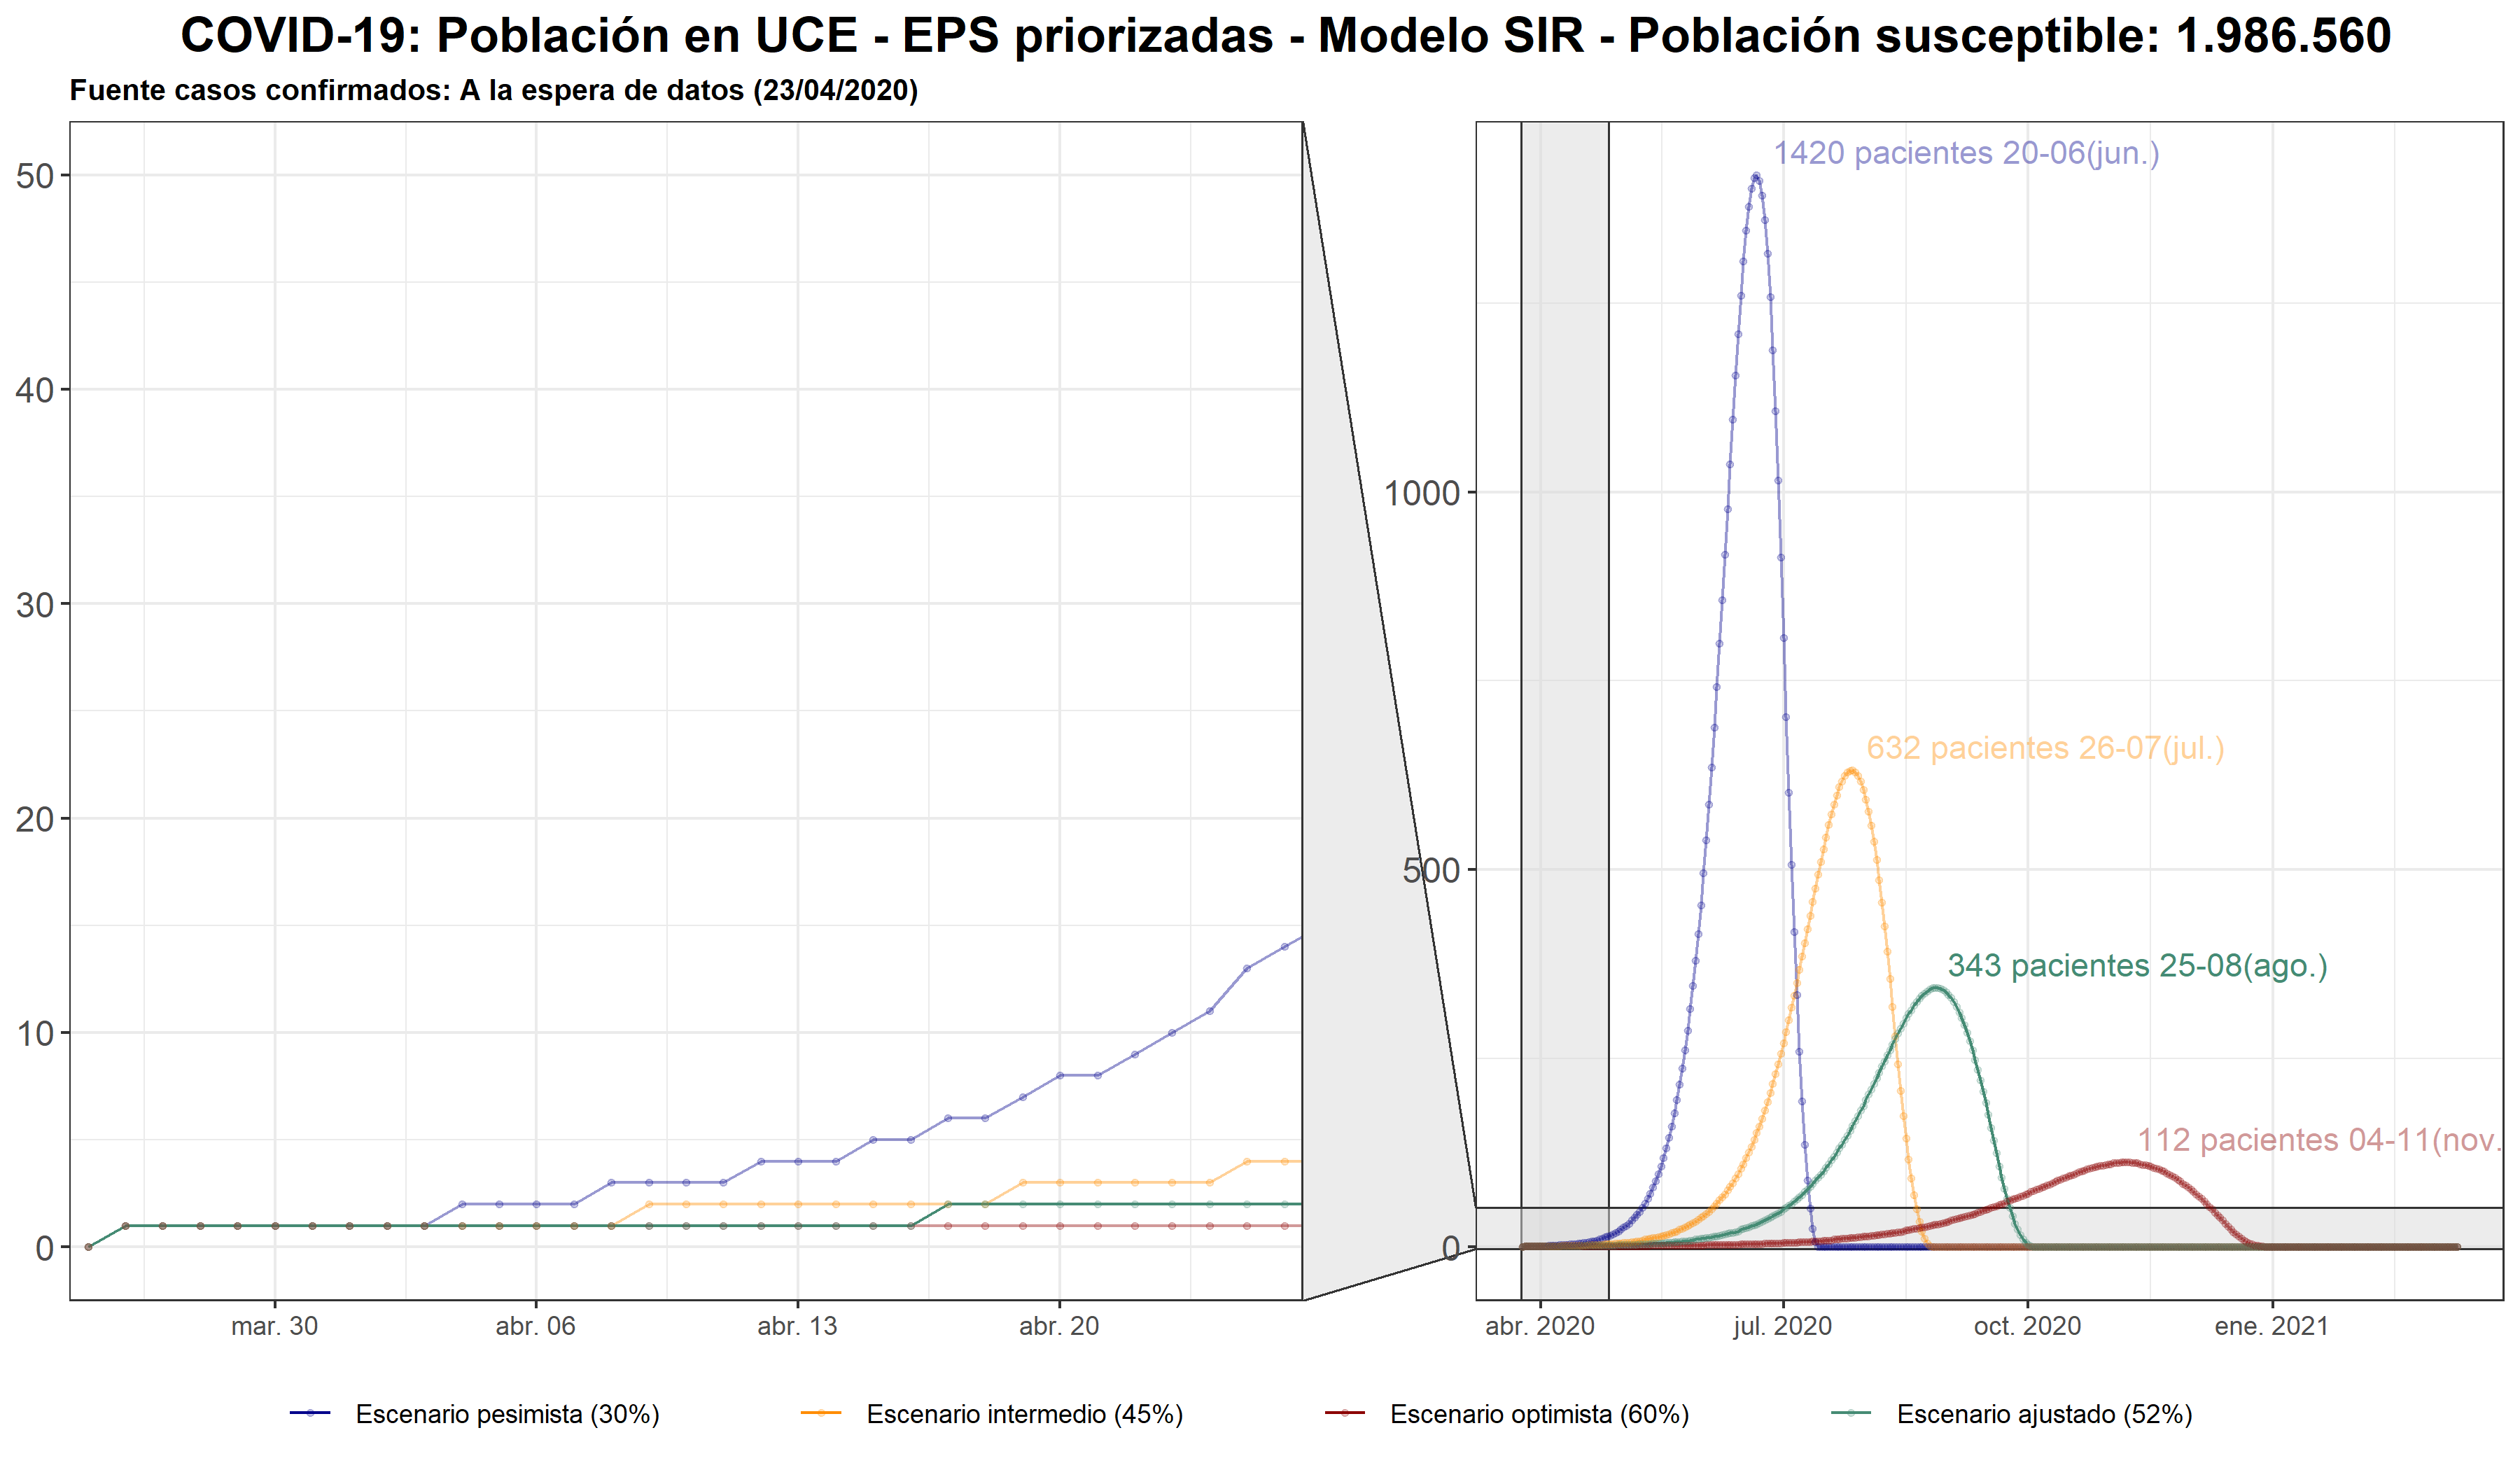 COVID-19: Población en UCE - EPS priorizadas - Modelo SIR - Población susceptible: 1.986.560
Fuente casos confirmados: A la espera de datos (23/04/2020)
50
40
30
20
10
0
mar. 30
abr. 06
abr. 13
abr. 20
1000
500
0
1420 pacientes 20-06(jun.)
632 pacientes 26-07(jul.)
343 pacientes 25-08(ago.)
112 pacientes 04-11(nov.
abr. 2020
jul. 2020
oct. 2020
ene. 2021
Escenario pesimista (30%)
Escenario intermedio (45%)
Escenario optimista (60%)
Escenario ajustado (52%)